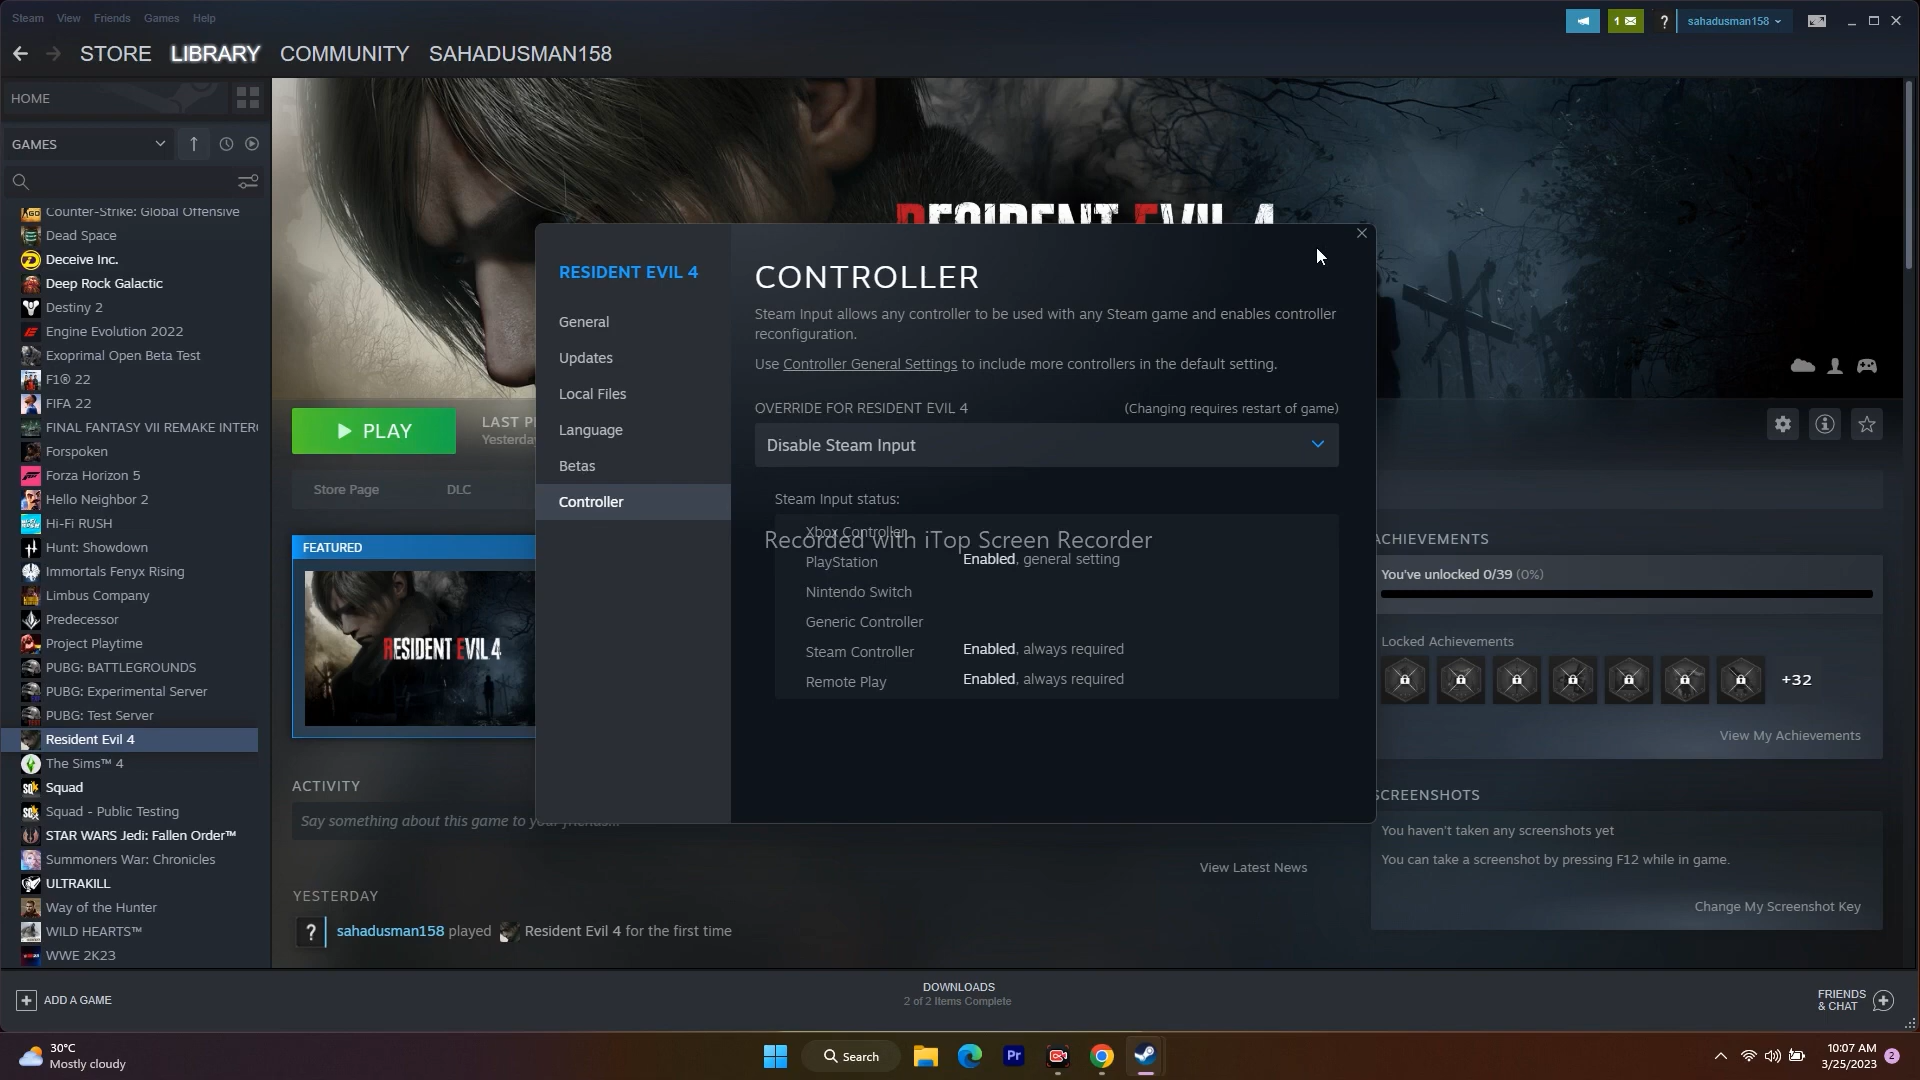 Steam View Friends Games Help
1
?
sahadusman158
STORE LIBRARY COMMUNITY SAHADUSMAN158
HOME
GAMES
Counter-Strike: Global Offensive
Dead Space
Deceive Inc.
Deep Rock Galactic
Destiny 2
Engine Evolution 2022
Exoprimal Open Beta Test
F1® 22
FIFA 22
FINAL FANTASY VII REMAKE INTER
Forspoken
Forza Horizon 5
Hello Neighbor 2
Hi-Fi RUSH
Hunt: Showdown
Immortals Fenyx Rising
Limbus Company
Predecessor
Project Playtime
PUBG: BATTLEGROUNDS
PUBG: Experimental Server
PUBG: Test Server
Resident Evil 4
The Sims™ 4
Squad
Squad - Public Testing
STAR WARS Jedi: Fallen Order™
Summoners War: Chronicles
ULTRAKILL
Way of the Hunter
WILD HEARTS™
WWE 2K23
RESIDENT EVIL 4
PLAY
LAST P
Yesterda
Store Page DLC
FEATURED
RESIDENT EVIL 4
ACTIVITY
Say something about this game to your friends...
View Latest News
YESTERDAY
? sahadusman158 played Resident Evil 4 for the first time
RESIDENT EVIL 4
General
Updates
Local Files
Language
Betas
Controller
CONTROLLER
Steam Input allows any controller to be used with any Steam game and enables controller
reconfiguration.
Use Controller General Settings to include more controllers in the default setting.
OVERRIDE FOR RESIDENT EVIL 4 (Changing requires restart of game)
Disable Steam Input
Steam Input status:
Xbox Controller
Recorded with iTop Screen Recorder
PlayStation Enabled, general setting
Nintendo Switch
Generic Controller
Steam Controller Enabled, always required
Remote Play Enabled, always required
ACHIEVEMENTS
You've unlocked 0/39 (0%)
Locked Achievements
+32
View My Achievements
SCREENSHOTS
You haven't taken any screenshots yet
You can take a screenshot by pressing F12 while in game.
Change My Screenshot Key
ADD A GAME
DOWNLOADS
2 of 2 Items Complete
FRIENDS
& CHAT
30°C
Mostly cloudy
Search
Pr
10:07 AM
3/25/2023
2